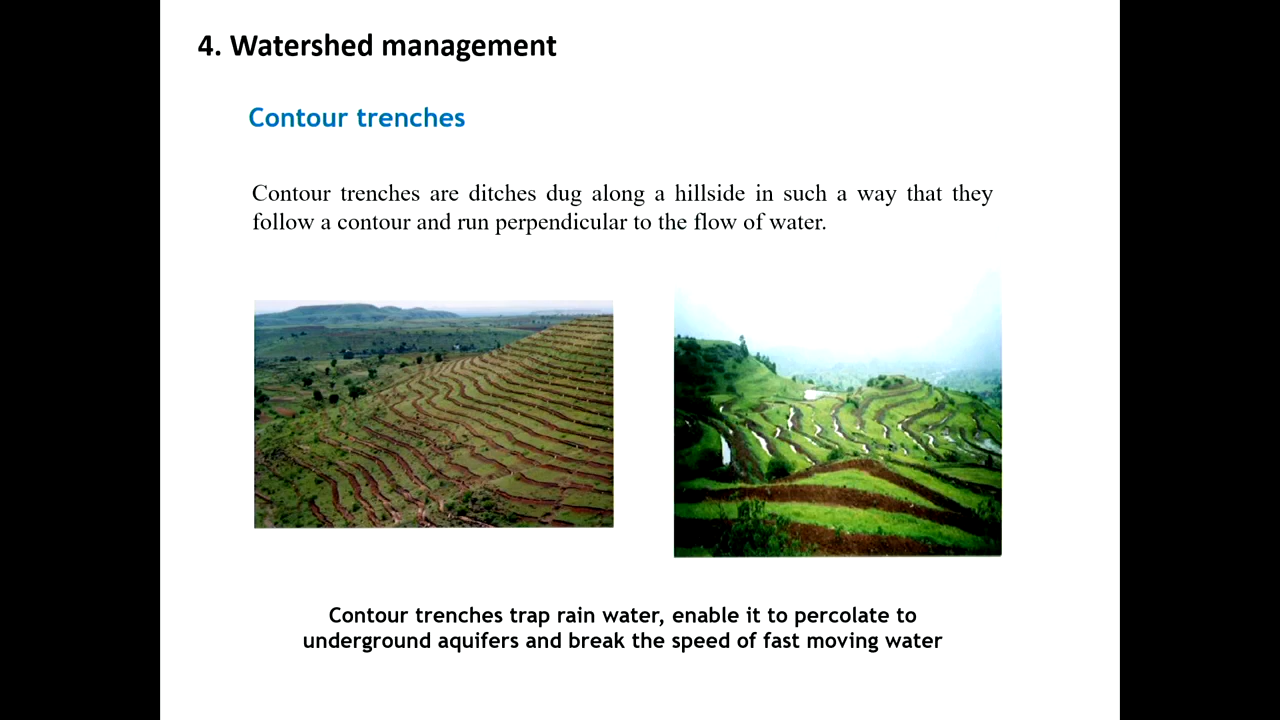 4. Watershed management
Contour trenches
Contour trenches are ditches dug along a hillside in such a way that they
follow a contour and run perpendicular to the flow of water.
Contour trenches trap rain water, enable it to percolate to
underground aquifers and break the speed of fast moving water